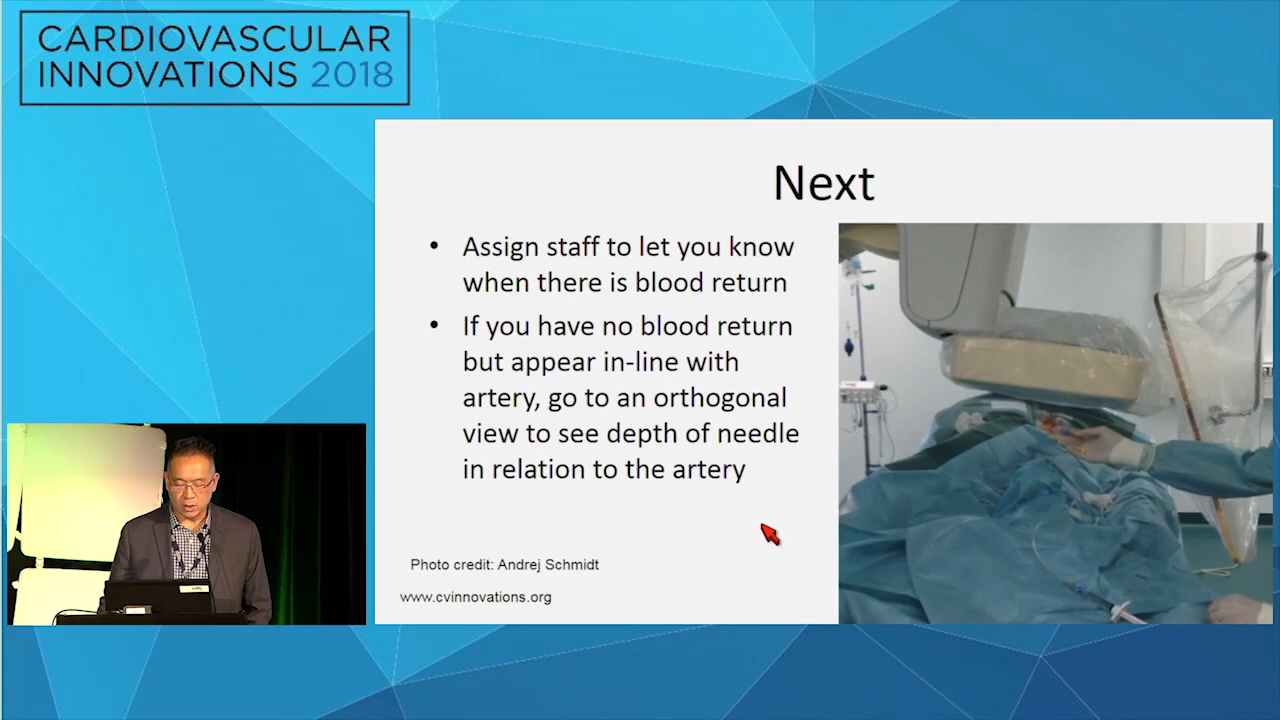 CARDIOVASCULAR
INNOVATIONS 2018
Next
• Assign staff to let you know
when there is blood return
• If you have no blood return
but appear in-line with
artery, go to an orthogonal
view to see depth of needle
in relation to the artery
Photo credit: Andrej Schmidt
www.cvinnovations.org